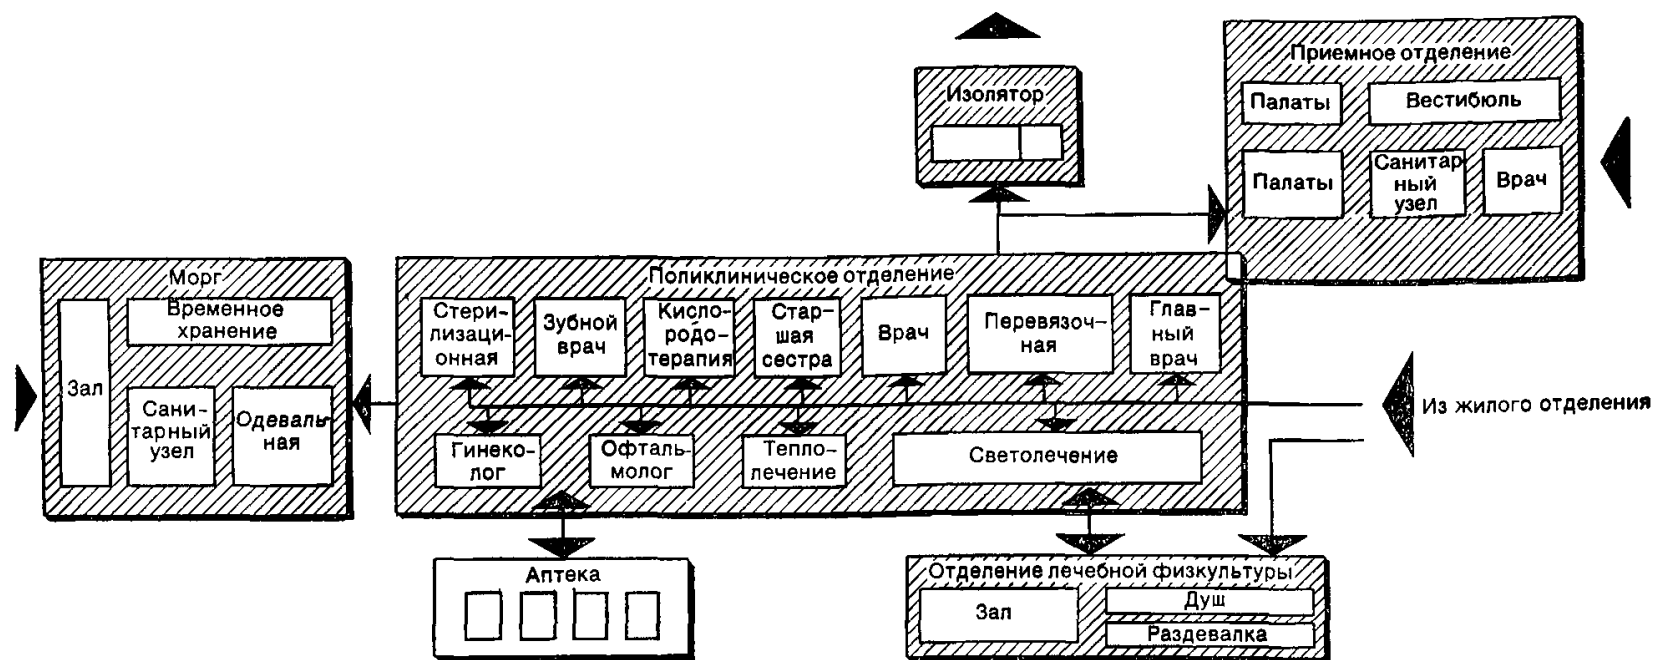 Приемное отделение
Палаты
Вестибюль
Палаты
Санитар-
ный
узел
Врач
Изолятор
Морг
Временное
хранение
Зал
Сани-
тарный
узел
Одеваль-
ная
Поликлиническое отделение
Стери-
лизаци-
онная
Зубной
врач
Кисло-
родо-
терапия
Стар-
шая
сестра
Врач
Перевязоч-
ная
Глав-
ный
врач
Гинеко-
лог
Офталь-
молог
Тепло-
лечение
Светолечение
Из жилого отделения
Аптека
Отделение лечебной физкультуры
Зал
Душ
Раздевалка